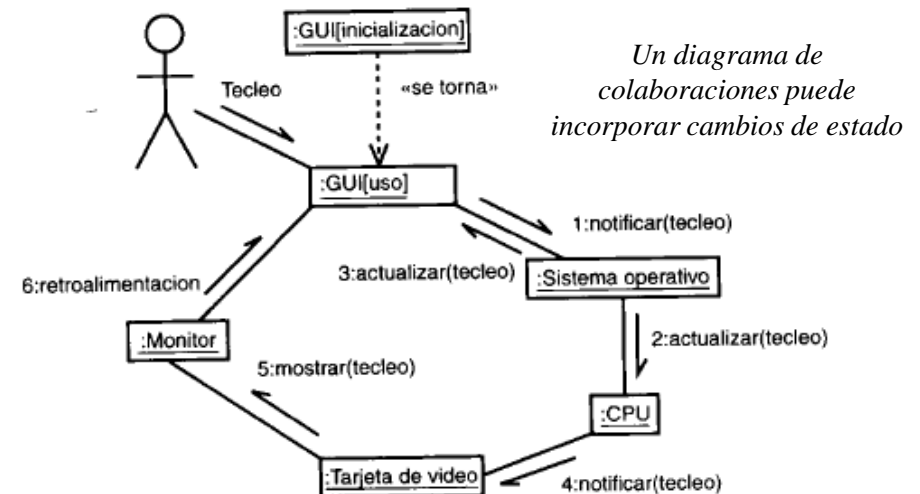 :GUI[inicializacion]
Un diagrama de
colaboraciones puede
incorporar cambios de estado
Tecleo
«se torna»
:GUI[uso]
1:notificar(tecleo)
3:actualizar(tecleo)
:Sistema operativo
6:retroalimentacion
:Monitor
2:actualizar(tecleo)
5:mostrar(tecleo)
:CPU
:Tarjeta de video
4:notificar(tecleo)